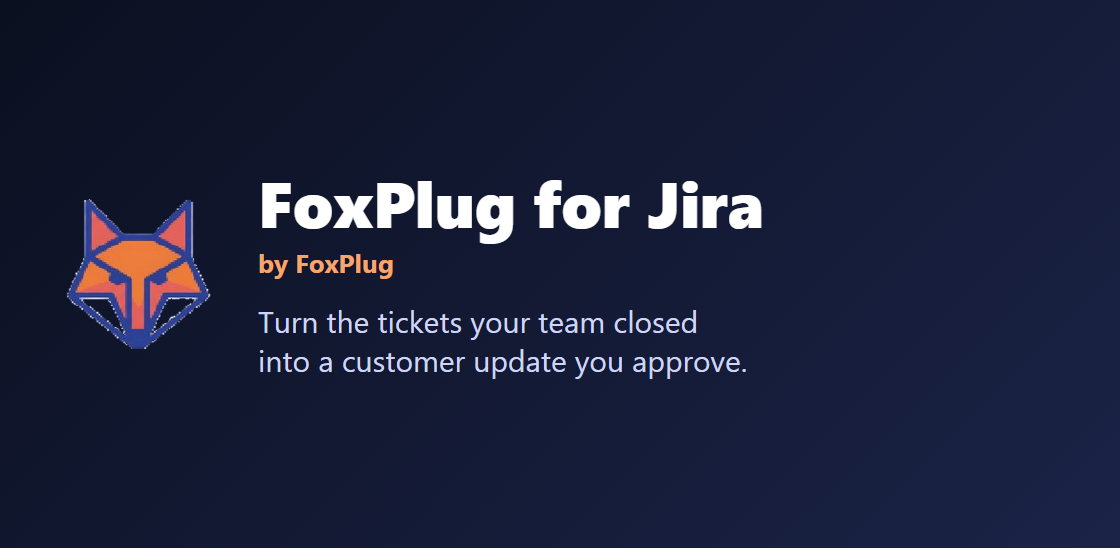 FoxPlug for Jira
by FoxPlug
Turn the tickets your team closed
into a customer update you approve.